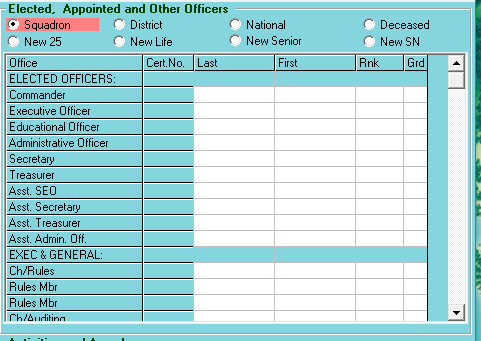 Elected, Appointed and Other Officers
Squadron District National Deceased
New 25 New Life New Senior New SN
Office Cert.No. Last First Rnk Grd
ELECTED OFFICERS:
Commander
Executive Officer
Educational Officer
Administrative Officer
Secretary
Treasurer
Asst. SEO
Asst. Secretary
Asst. Treasurer
Asst. Admin. Off.
EXEC & GENERAL:
Ch/Rules
Rules Mbr
Rules Mbr
Ch/Auditing